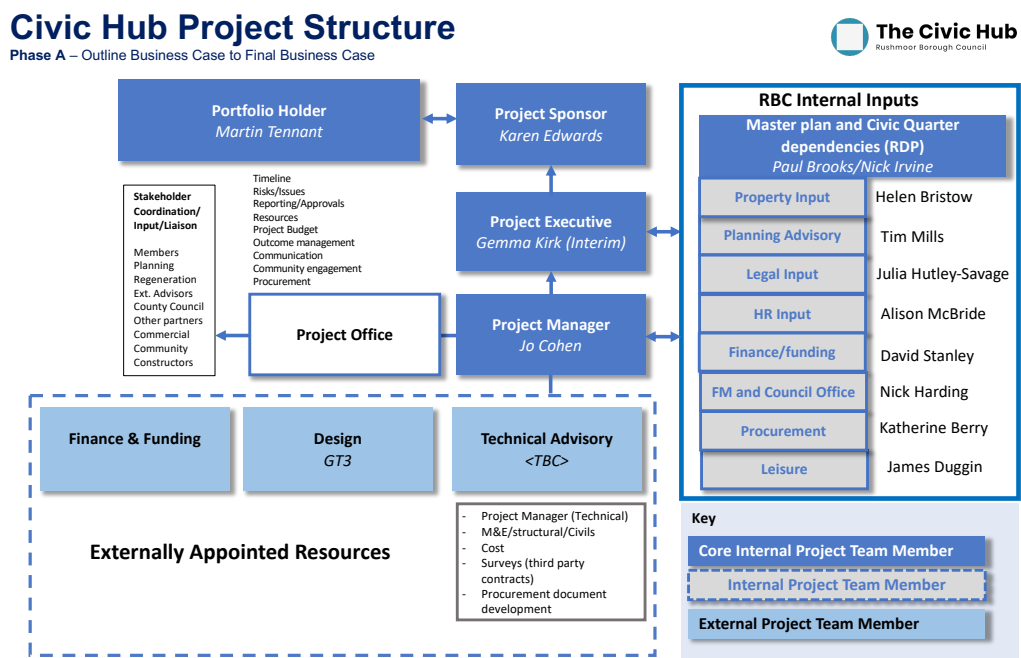 Civic Hub Project Structure
Phase A – Outline Business Case to Final Business Case
The Civic Hub
Rushmoor Borough Council
Portfolio Holder
Martin Tennant
Project Sponsor
Karen Edwards
Stakeholder
Coordination/
Input/Liaison
Members
Planning
Regeneration
Ext. Advisors
County Council
Other partners
Commercial
Community
Constructors
Timeline
Risks/Issues
Reporting/Approvals
Resources
Project Budget
Outcome management
Communication
Community engagement
Procurement
Project Executive
Gemma Kirk (Interim)
Project Office
Project Manager
Jo Cohen
RBC Internal Inputs
Master plan and Civic Quarter
dependencies (RDP)
Paul Brooks/Nick Irvine
Property Input
Helen Bristow
Planning Advisory
Tim Mills
Legal Input
Julia Hutley-Savage
HR Input
Alison McBride
Finance/funding
David Stanley
FM and Council Office
Nick Harding
Procurement
Katherine Berry
Leisure
James Duggin
Finance & Funding
Design
GT3
Technical Advisory
<TBC>
- Project Manager (Technical)
- M&E/structural/Civils
- Cost
- Surveys (third party
contracts)
- Procurement document
development
Externally Appointed Resources
Key
Core Internal Project Team Member
Internal Project Team Member
External Project Team Member